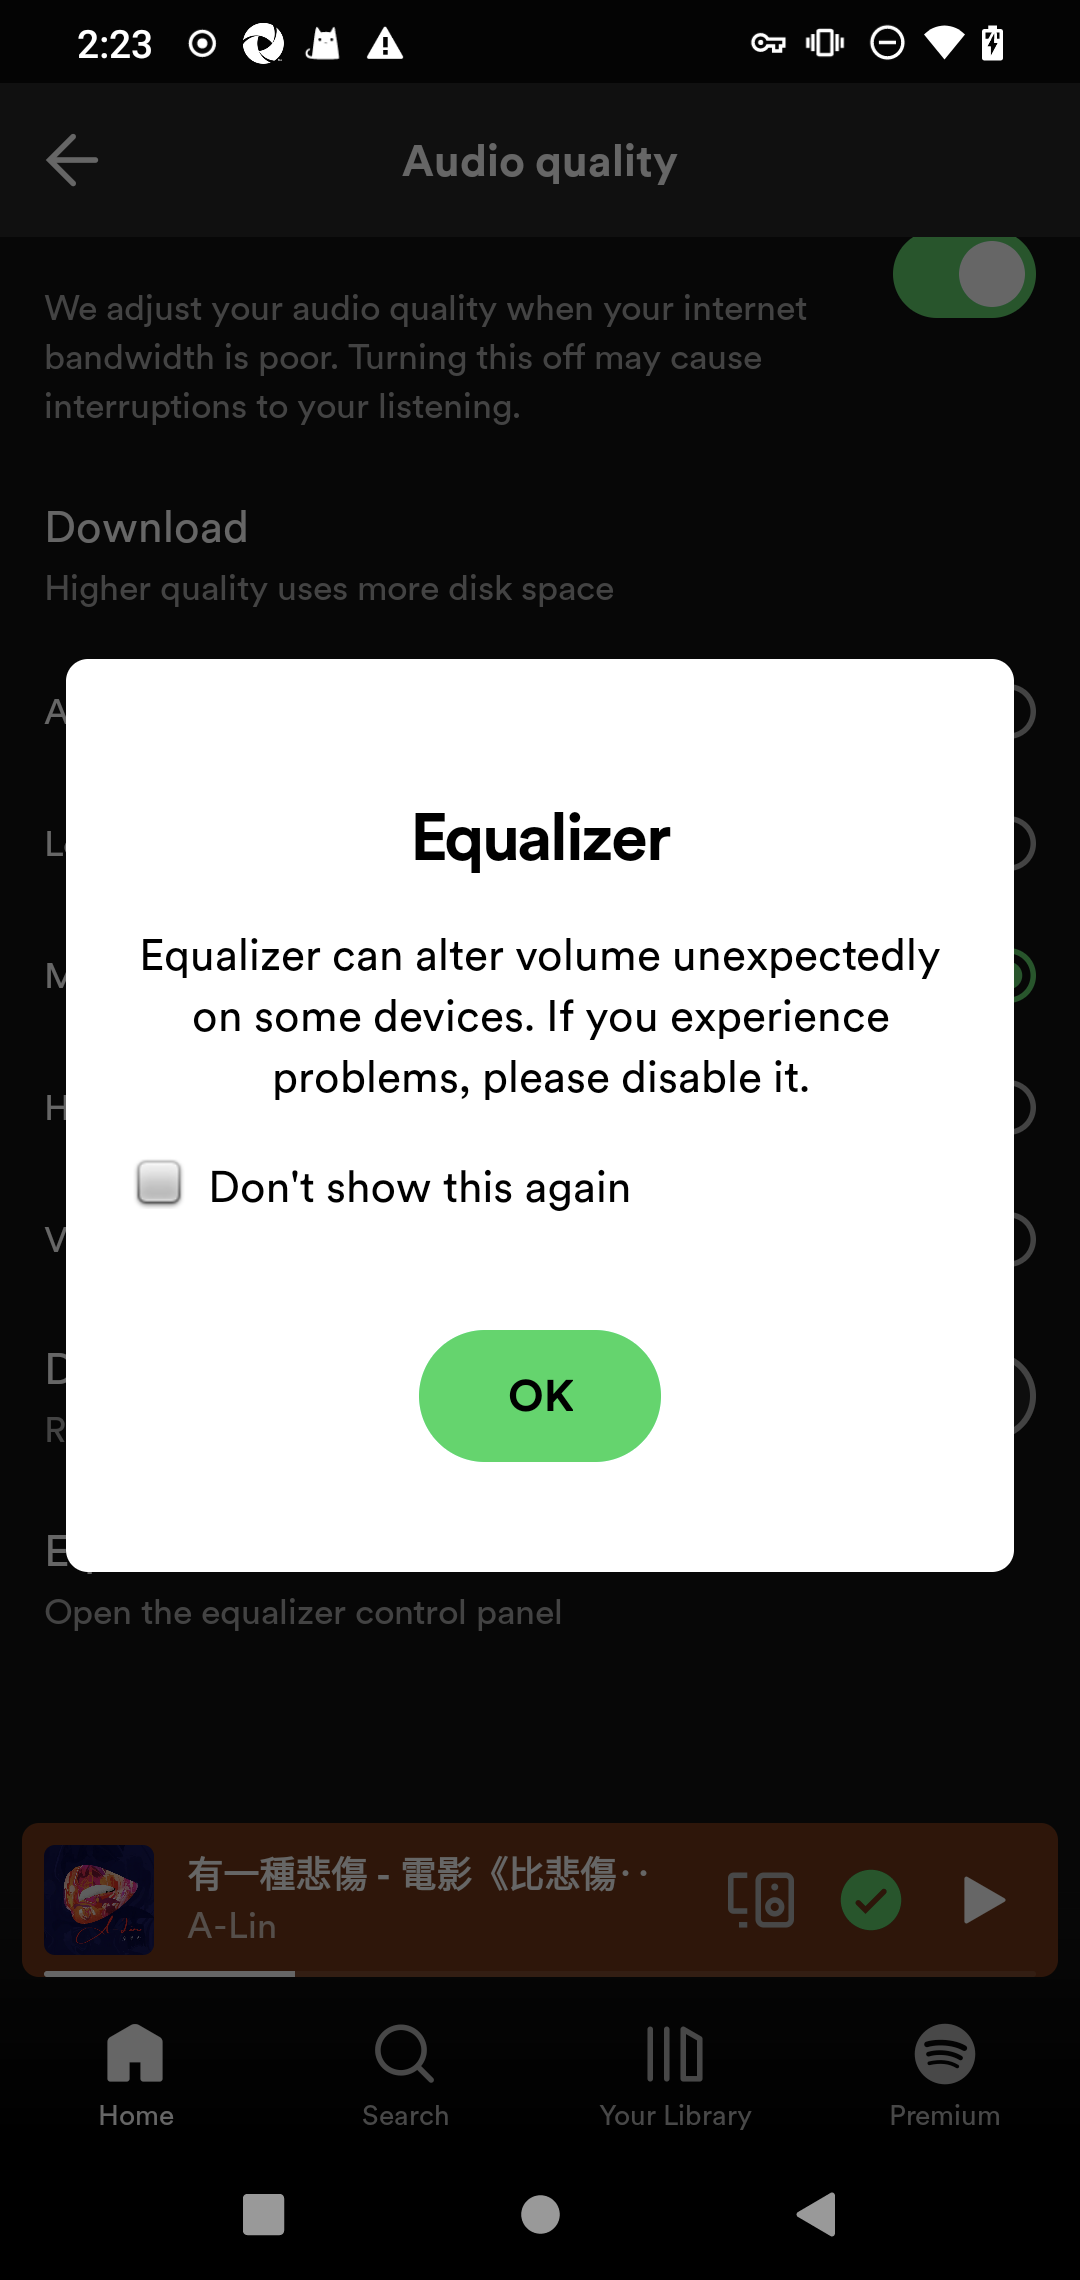 2:23
Audio quality
We adjust your audio quality when your internet
bandwidth is poor. Turning this off may cause
interruptions to your listening.
Download
Higher quality uses more disk space
Equalizer
Equalizer can alter volume unexpectedly
on some devices. If you experience
problems, please disable it.
Don't show this again
OK
Open the equalizer control panel
有一種悲傷 - 電影《比悲傷‥
A-Lin
Home
Search
Your Library
Premium